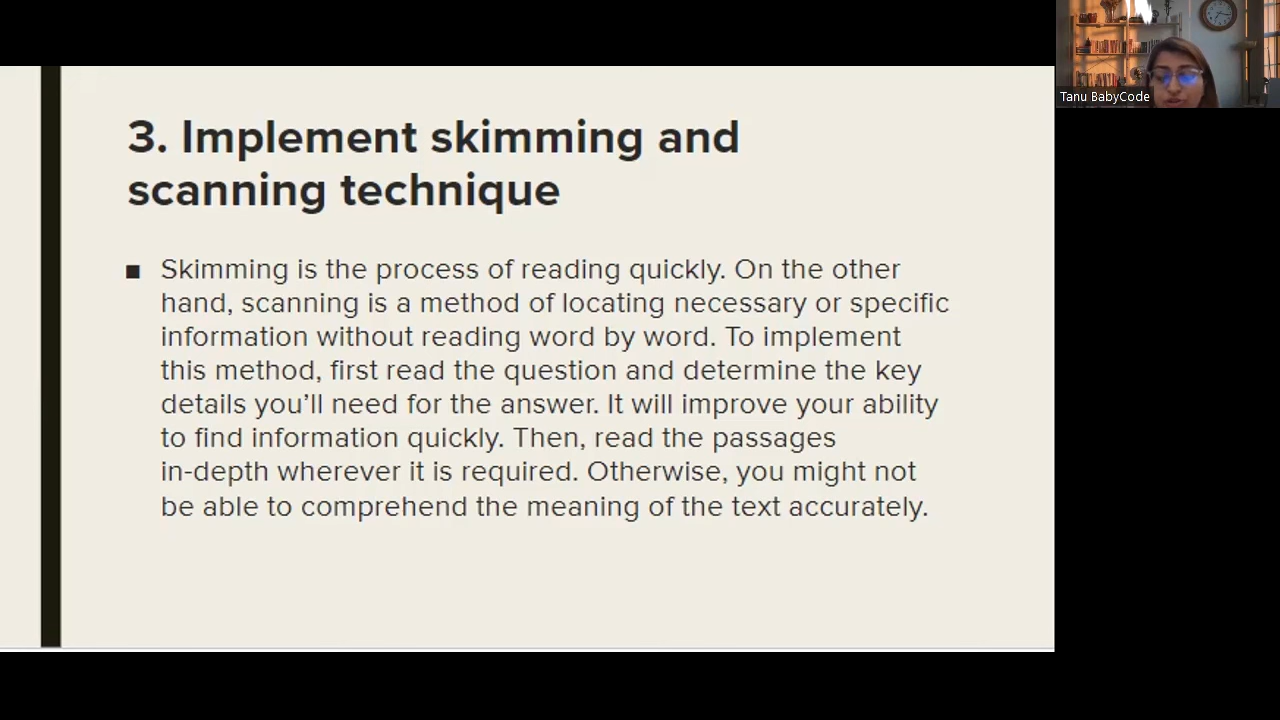 3. Implement skimming and
scanning technique
■ Skimming is the process of reading quickly. On the other
hand, scanning is a method of locating necessary or specific
information without reading word by word. To implement
this method, first read the question and determine the key
details you’ll need for the answer. It will improve your ability
to find information quickly. Then, read the passages
in-depth wherever it is required. Otherwise, you might not
be able to comprehend the meaning of the text accurately.
Tanu BabyCode